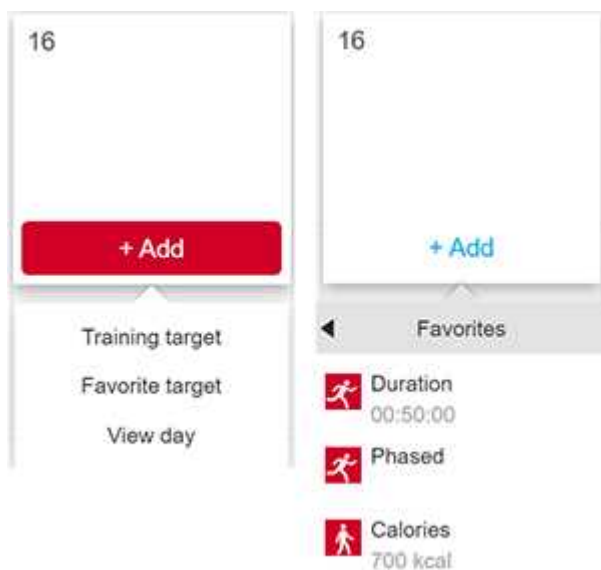 16
+ Add
Training target
Favorite target
View day
16
+ Add
Favorites
Duration
00:50:00
Phased
Calories
700 kcal